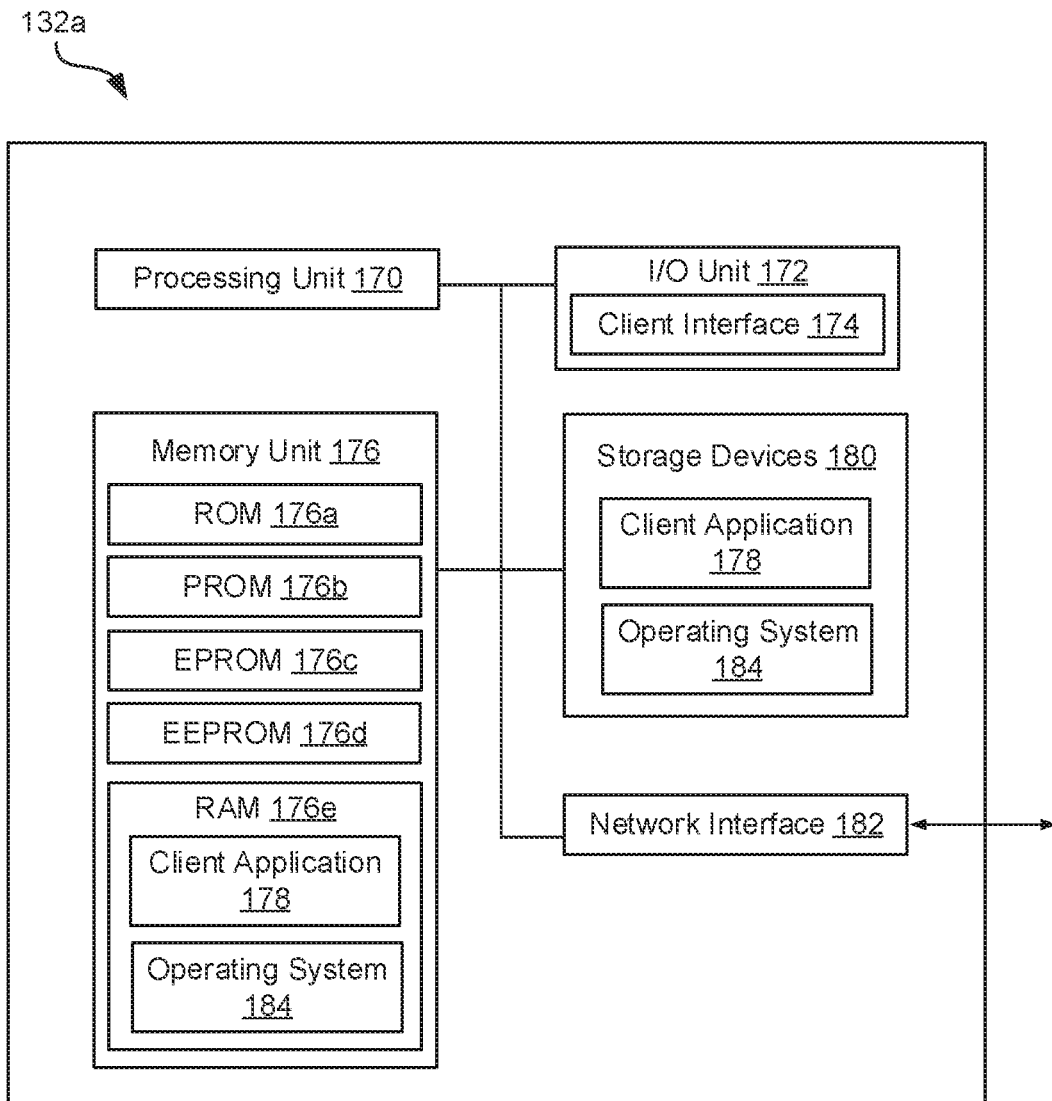 132a
Processing Unit 170
I/O Unit 172
Client Interface 174
Memory Unit 176
ROM 176a
PROM 176b
EPROM 176c
EEPROM 176d
RAM 176e
Client Application
178
Operating System
184
Storage Devices 180
Client Application
178
Operating System
184
Network Interface 182